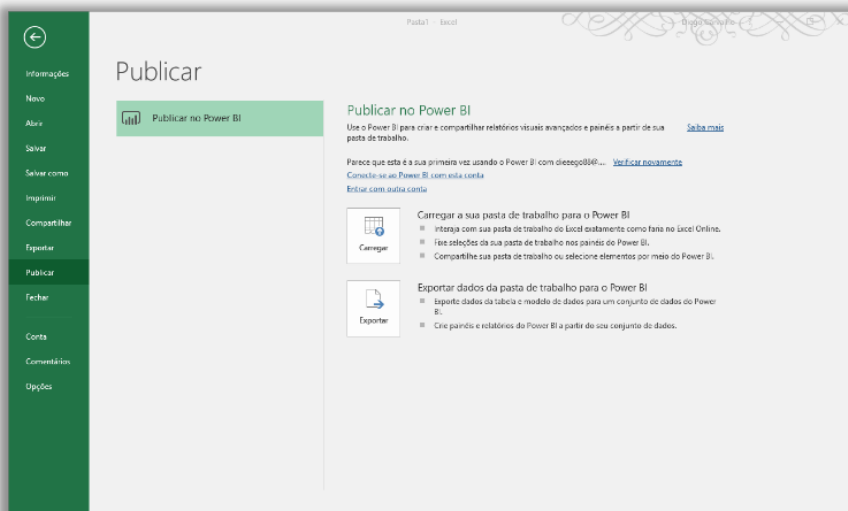 Pasta1 - Excel
Diego Carvalho
Informações
Novo
Abrir
Salvar
Salvar como
Imprimir
Compartilhar
Exportar
Publicar
Fechar
Conta
Comentários
Opções
Publicar
Publicar no Power BI
Publicar no Power BI
Use o Power BI para criar e compartilhar relatórios visuais avançados e painéis a partir de sua
pasta de trabalho.
Saiba mais
Parece que esta é a sua primeira vez usando o Power BI com dieeego88@... Verificar novamente
Conecte-se ao Power BI com esta conta
Entrar com outra conta
Carregar
Carregar a sua pasta de trabalho para o Power BI
Interaja com sua pasta de trabalho do Excel exatamente como faria no Excel Online.
Fixe seleções da sua pasta de trabalho nos painéis do Power BI.
Compartilhe sua pasta de trabalho ou selecione elementos por meio do Power BI.
Exportar
Exportar dados da pasta de trabalho para o Power BI
Exporte dados da tabela e modelo de dados para um conjunto de dados do Power
BI.
Crie painéis e relatórios do Power BI a partir do seu conjunto de dados.